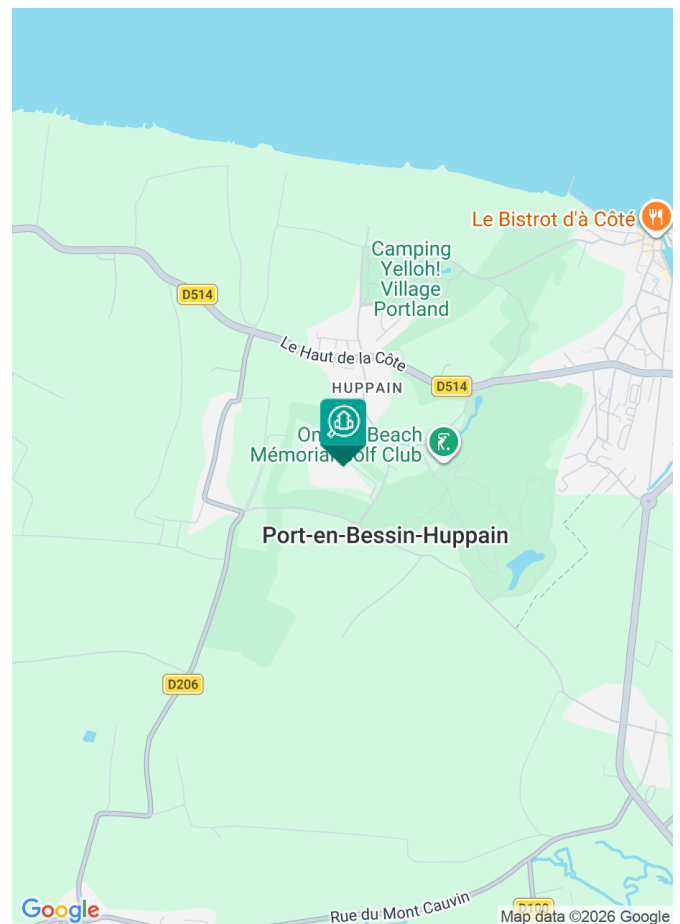 Le Bistrot d'à Côté
Camping
Yelloh!
Village
Portland
D514
Le Haut de la Côte
HUPPAIN
D514
Beach
Mémorial Golf Club
Port-en-Bessin-Huppain
D206
D100
Rue du Mont Cauvin
Google
Map data ©2026 Google